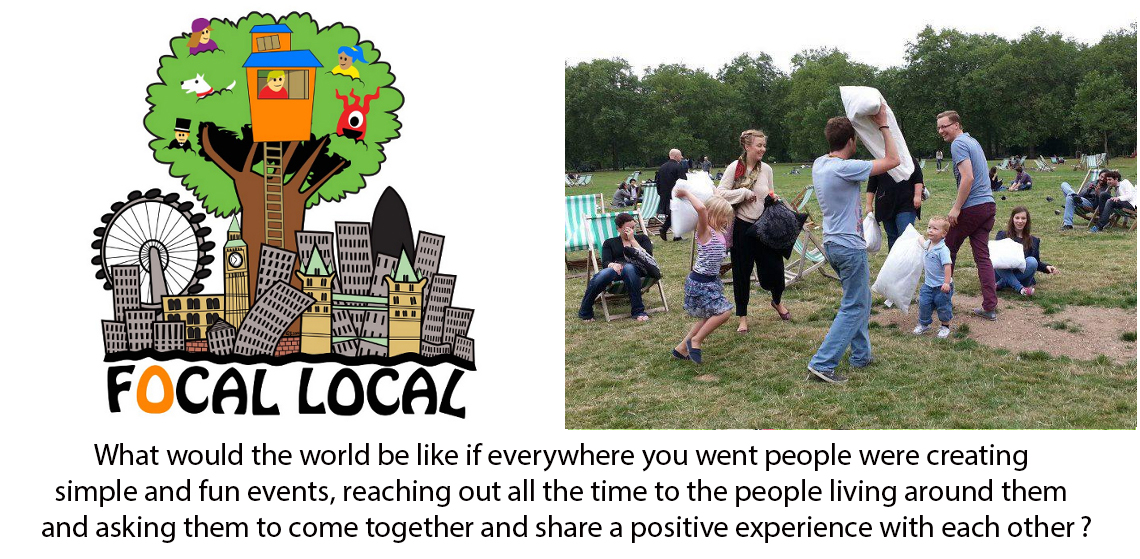 FOCAL LOCAL
What would the world be like if everywhere you went people were creating
simple and fun events, reaching out all the time to the people living around them
and asking them to come together and share a positive experience with each other ?